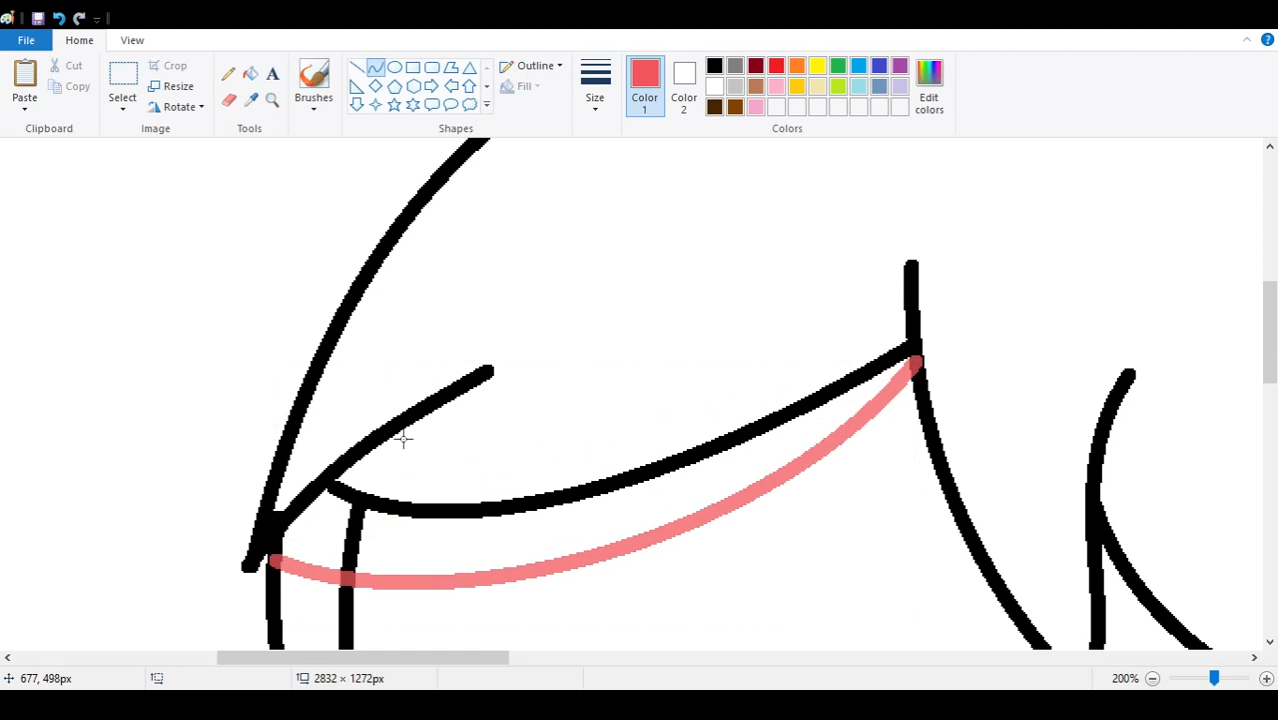 File Home View
Paste Cut Copy
Clipboard
Select Crop Resize Rotate
Image
A
Tools
Brushes
Outline Fill
Shapes
Size
Color 1
Color 2
Edit colors
Colors
677, 498px 2832 × 1272px 200%